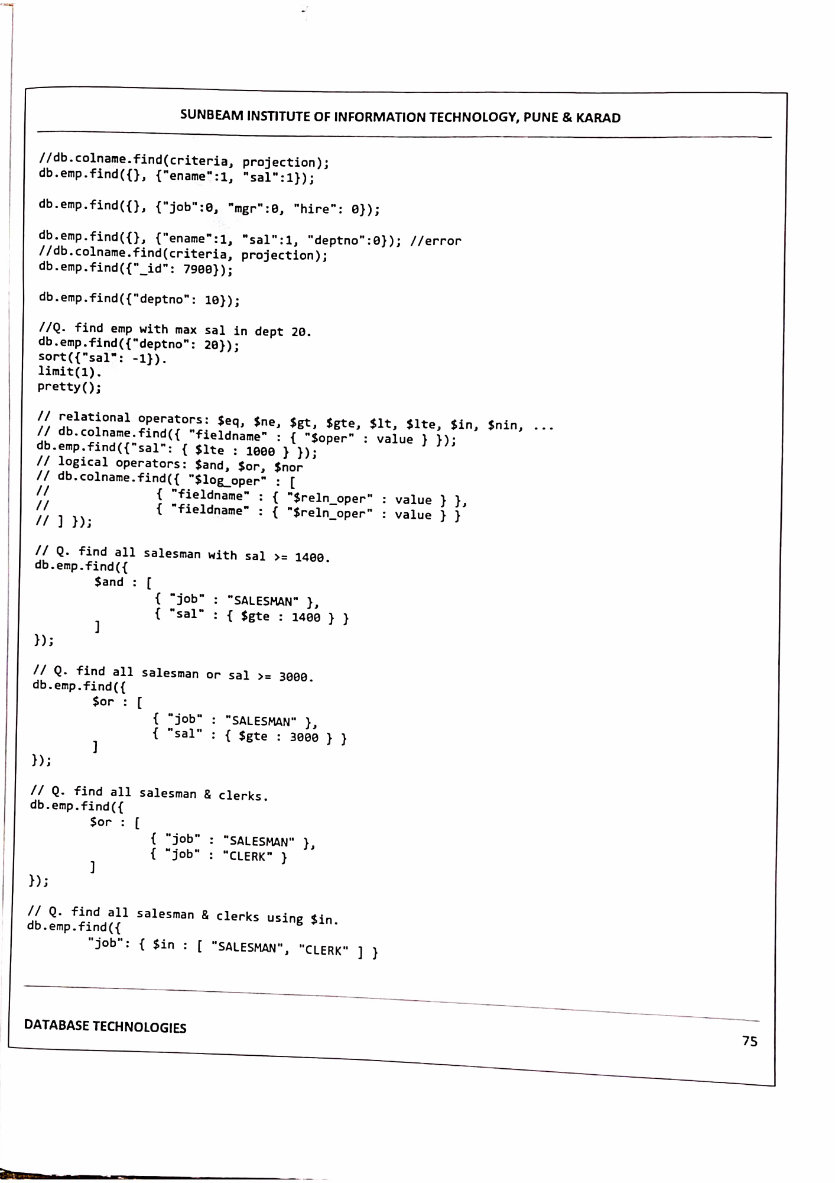 SUNBEAM INSTITUTE OF INFORMATION TECHNOLOGY, PUNE & KARAD
//db.colname.find(criteria, projection);
db.emp.find({}, {"ename":1, "sal":1});
db.emp.find({}, {"job":0, "mgr":0, "hire": 0});
db.emp.find({}, {"ename":1, "sal":1, "deptno":0}); //error
//db.colname.find(criteria, projection);
db.emp.find({"_id": 7900});
db.emp.find({"deptno": 10});
//Q. find emp with max sal in dept 20.
db.emp.find({"deptno": 20});
sort({"sal": -1}).
limit(1).
pretty();
// relational operators: $eq, $ne, $gt, $gte, $lt, $lte, $in, $nin, ...
// db.colname.find({ "fieldname" : { "$oper" : value } });
db.emp.find({"sal": { $lte : 1000 } });
// logical operators: $and, $or, $nor
// db.colname.find({ "$log_oper" : [
// { "fieldname" : { "$reln_oper" : value } },
// { "fieldname" : { "$reln_oper" : value } }
// ] });
// Q. find all salesman with sal >= 1400.
db.emp.find({
$and : [
{ "job" : "SALESMAN" },
{ "sal" : { $gte : 1400 } }
]
});
// Q. find all salesman or sal >= 3000.
db.emp.find({
$or : [
{ "job" : "SALESMAN" },
{ "sal" : { $gte : 3000 } }
]
});
// Q. find all salesman & clerks.
db.emp.find({
$or : [
{ "job" : "SALESMAN" },
{ "job" : "CLERK" }
]
});
// Q. find all salesman & clerks using $in.
db.emp.find({
"job": { $in : [ "SALESMAN", "CLERK" ] }
DATABASE TECHNOLOGIES
75